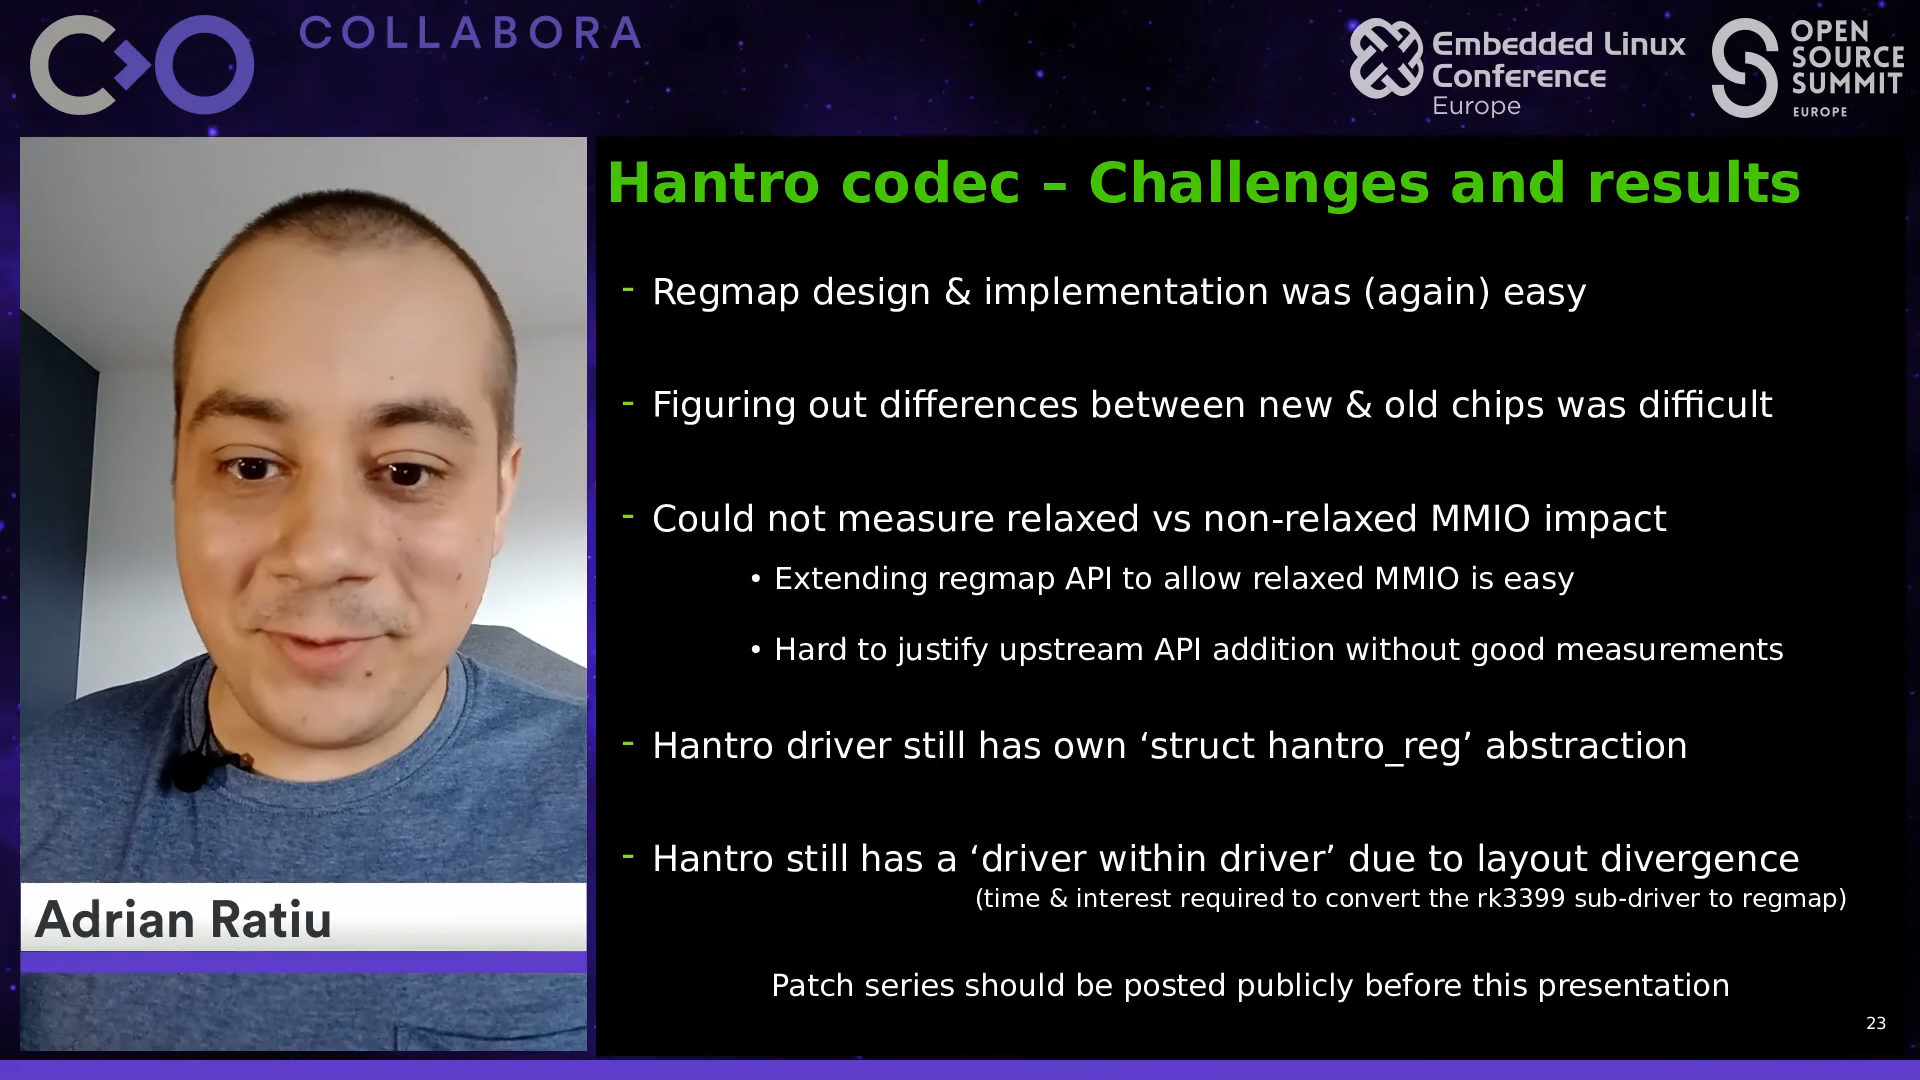 COLLABORA
Embedded Linux
Conference
Europe
OPEN
SOURCE
SUMMIT
EUROPE
Hantro codec – Challenges and results
- Regmap design & implementation was (again) easy
- Figuring out differences between new & old chips was difficult
- Could not measure relaxed vs non-relaxed MMIO impact
• Extending regmap API to allow relaxed MMIO is easy
• Hard to justify upstream API addition without good measurements
- Hantro driver still has own ‘struct hantro_reg’ abstraction
- Hantro still has a ‘driver within driver’ due to layout divergence
(time & interest required to convert the rk3399 sub-driver to regmap)
Patch series should be posted publicly before this presentation
23
Adrian Ratiu